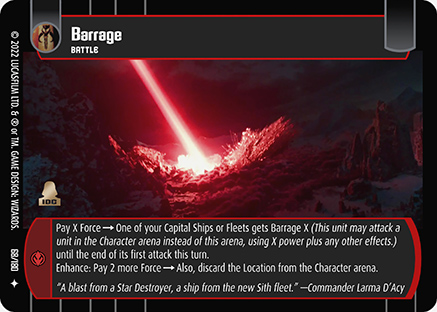 Barrage
BATTLE
© 2022 LUCASFILM LTD. & ® or TM. GAME DESIGN: WIZARDS.
IDC
Pay X Force → One of your Capital Ships or Fleets gets Barrage X (This unit may attack a
unit in the Character arena instead of this arena, using X power plus any other effects.)
until the end of its first attack this turn.
Enhance: Pay 2 more Force → Also, discard the Location from the Character arena.
"A blast from a Star Destroyer, a ship from the new Sith fleet." —Commander Larma D'Acy